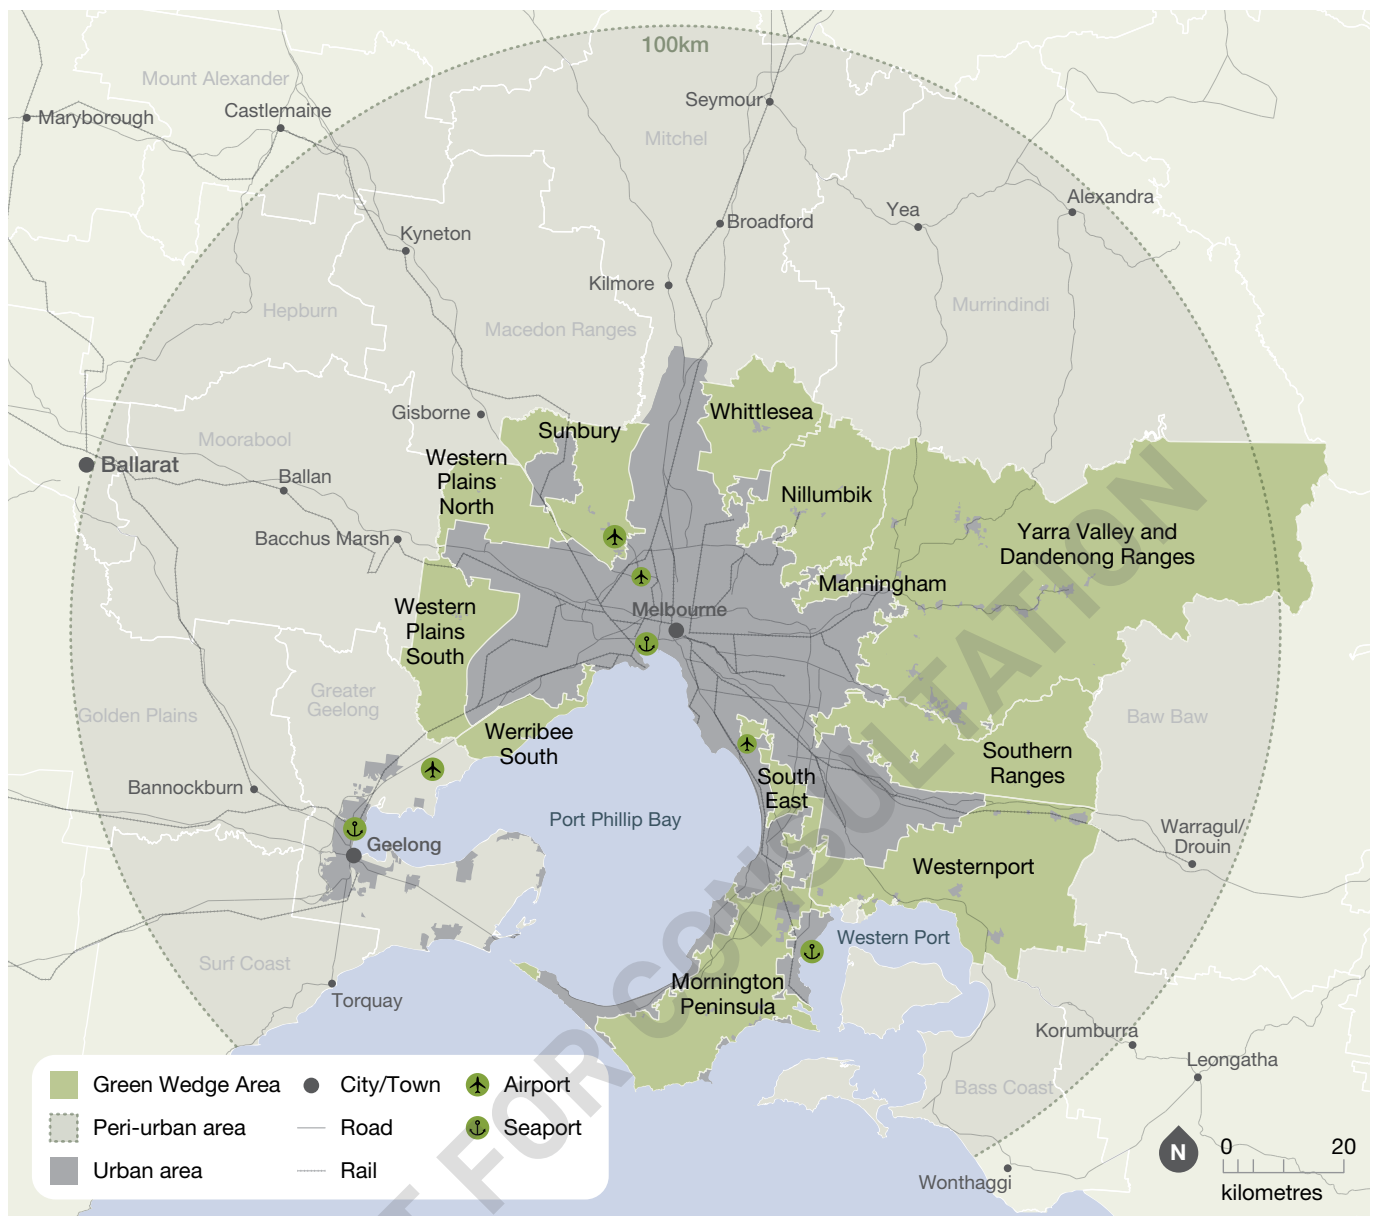 100km
Mount Alexander
Castlemaine
Maryborough
Seymour
Mitchel
Alexandra
Yea
Broadford
Kyneton
Kilmore
Hepburn
Macedon Ranges
Murrindindi
Gisborne
Whittlesea
Sunbury
Moorabool
Western
Plains
North
Ballarat
Ballan
Nillumbik
Yarra Valley and
Dandenong Ranges
Bacchus Marsh
Manningham
Melbourne
Western
Plains
South
Greater
Geelong
Golden Plains
Baw Baw
Werribee
South
Southern
Ranges
South
East
Bannockburn
Port Phillip Bay
Warragul/
Drouin
Geelong
Westernport
Western Port
Surf Coast
Torquay
Mornington
Peninsula
Korumburra
Leongatha
Bass Coast
Wonthaggi
T FOR CONSULTATION
Green Wedge Area
City/Town
Airport
Peri-urban area
Road
Seaport
Urban area
Rail
N
0 20
kilometres